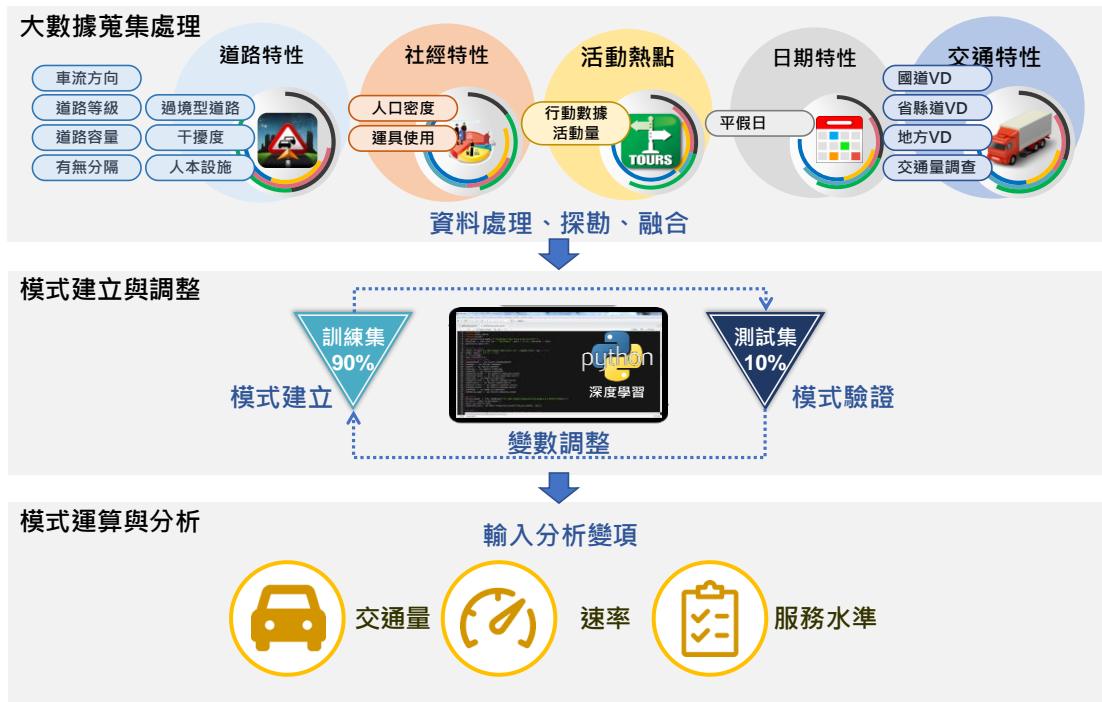 大數據蒐集處理
道路特性
社經特性
活動熱點
日期特性
交通特性
車流方向
道路等級
過境型道路
道路容量
干擾度
有無分隔
人本設施
人口密度
運具使用
行動數據
活動量
TOURS
平假日
國道VD
省縣道VD
地方VD
交通量調查
資料處理、探勘、融合
模式建立與調整
訓練集
90%
模式建立
python
深度學習
測試集
10%
模式驗證
變數調整
模式運算與分析
輸入分析變項
交通量
速率
服務水準